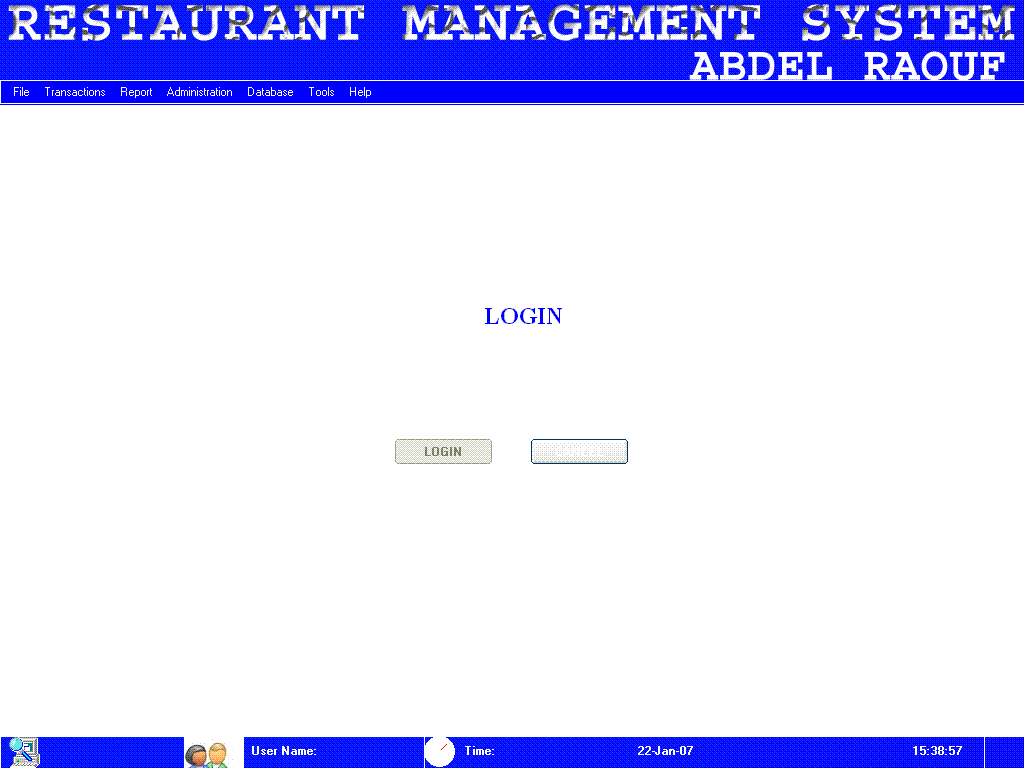 RESTAURANT MANAGEMENT SYSTEM
ABDEL RAOUF
File Transactions Report Administration Database Tools Help
LOGIN
LOGIN
User Name: Time: 22-Jan-07 15:38:57